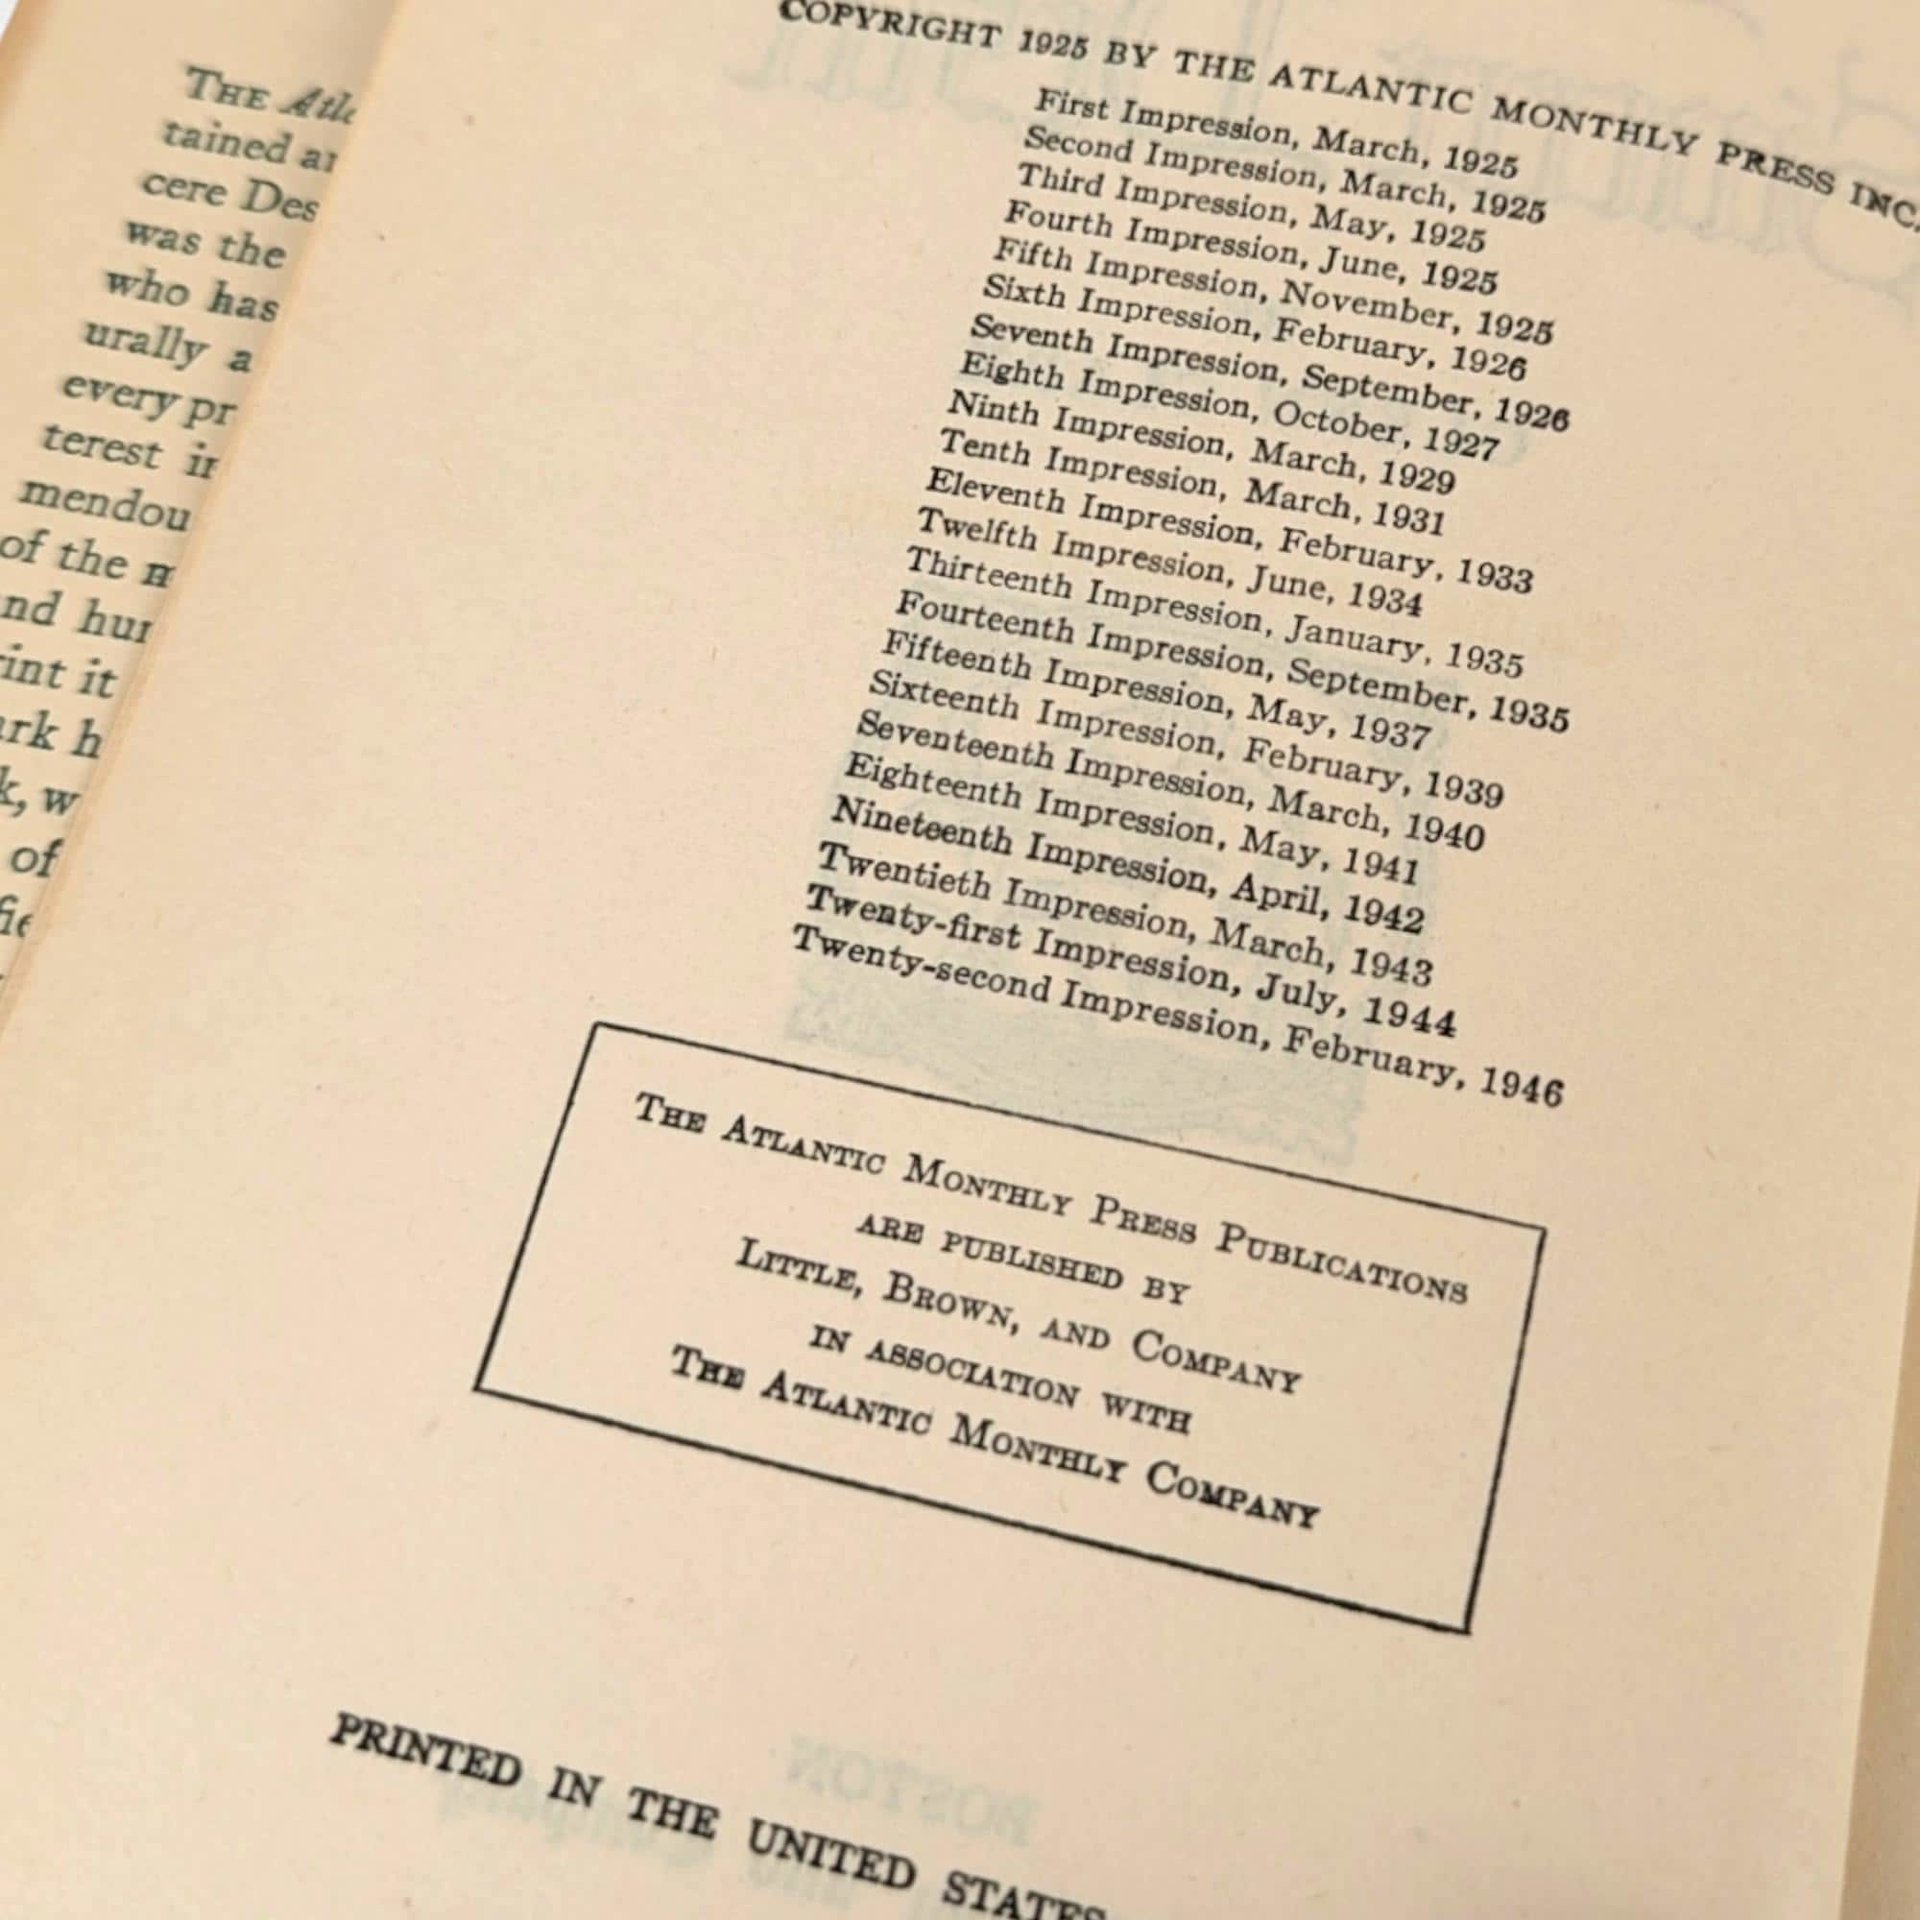 THE
tained
cere Des
was the
who has
urally a
every
terest
of the
int it
of
COPYRIGHT 1925 BY THE ATLANTIC MONTHLY PRESS INC.
First Impression, March, 1925
Second Impression, March, 1925
Third Impression, May, 1925
Fourth Impression, June, 1925
Fifth Impression, November, 1925
Sixth Impression, February, 1926
Seventh Impression, September, 1926
Eighth Impression, October, 1927
Ninth Impression, March, 1929
Tenth Impression, March, 1931
Eleventh Impression, February, 1933
Twelfth Impression, June, 1934
Thirteenth Impression, January, 1935
Fourteenth Impression, September, 1935
Fifteenth Impression, May, 1937
Sixteenth Impression, February, 1939
Seventeenth Impression, March, 1940
Eighteenth Impression, May, 1941
Nineteenth Impression, April, 1942
Twentieth Impression, March, 1943
Twenty-first Impression, July, 1944
Twenty-second Impression, February, 1946
THE ATLANTIC MONTHLY PRESS PUBLICATIONS
ARE PUBLISHED BY
LITTLE, BROWN, AND COMPANY
IN ASSOCIATION WITH
THE ATLANTIC MONTHLY COMPANY
PRINTED IN THE UNITED STATES